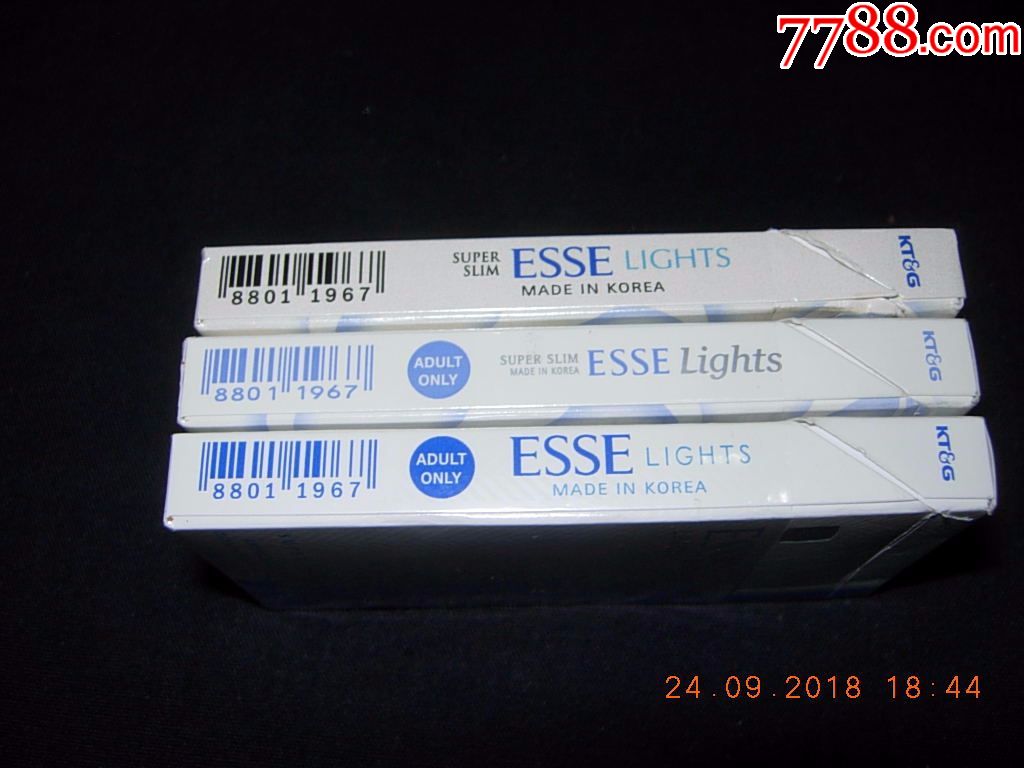 7788.com
SUPER SLIM ESSE LIGHTS
MADE IN KOREA
8801 1967
KT&G
ADULT ONLY
SUPER SLIM
MADE IN KOREA
ESSE Lights
8801 1967
KT&G
ADULT ONLY
ESSE LIGHTS
MADE IN KOREA
8801 1967
KT&G
24.09.2018 18:44